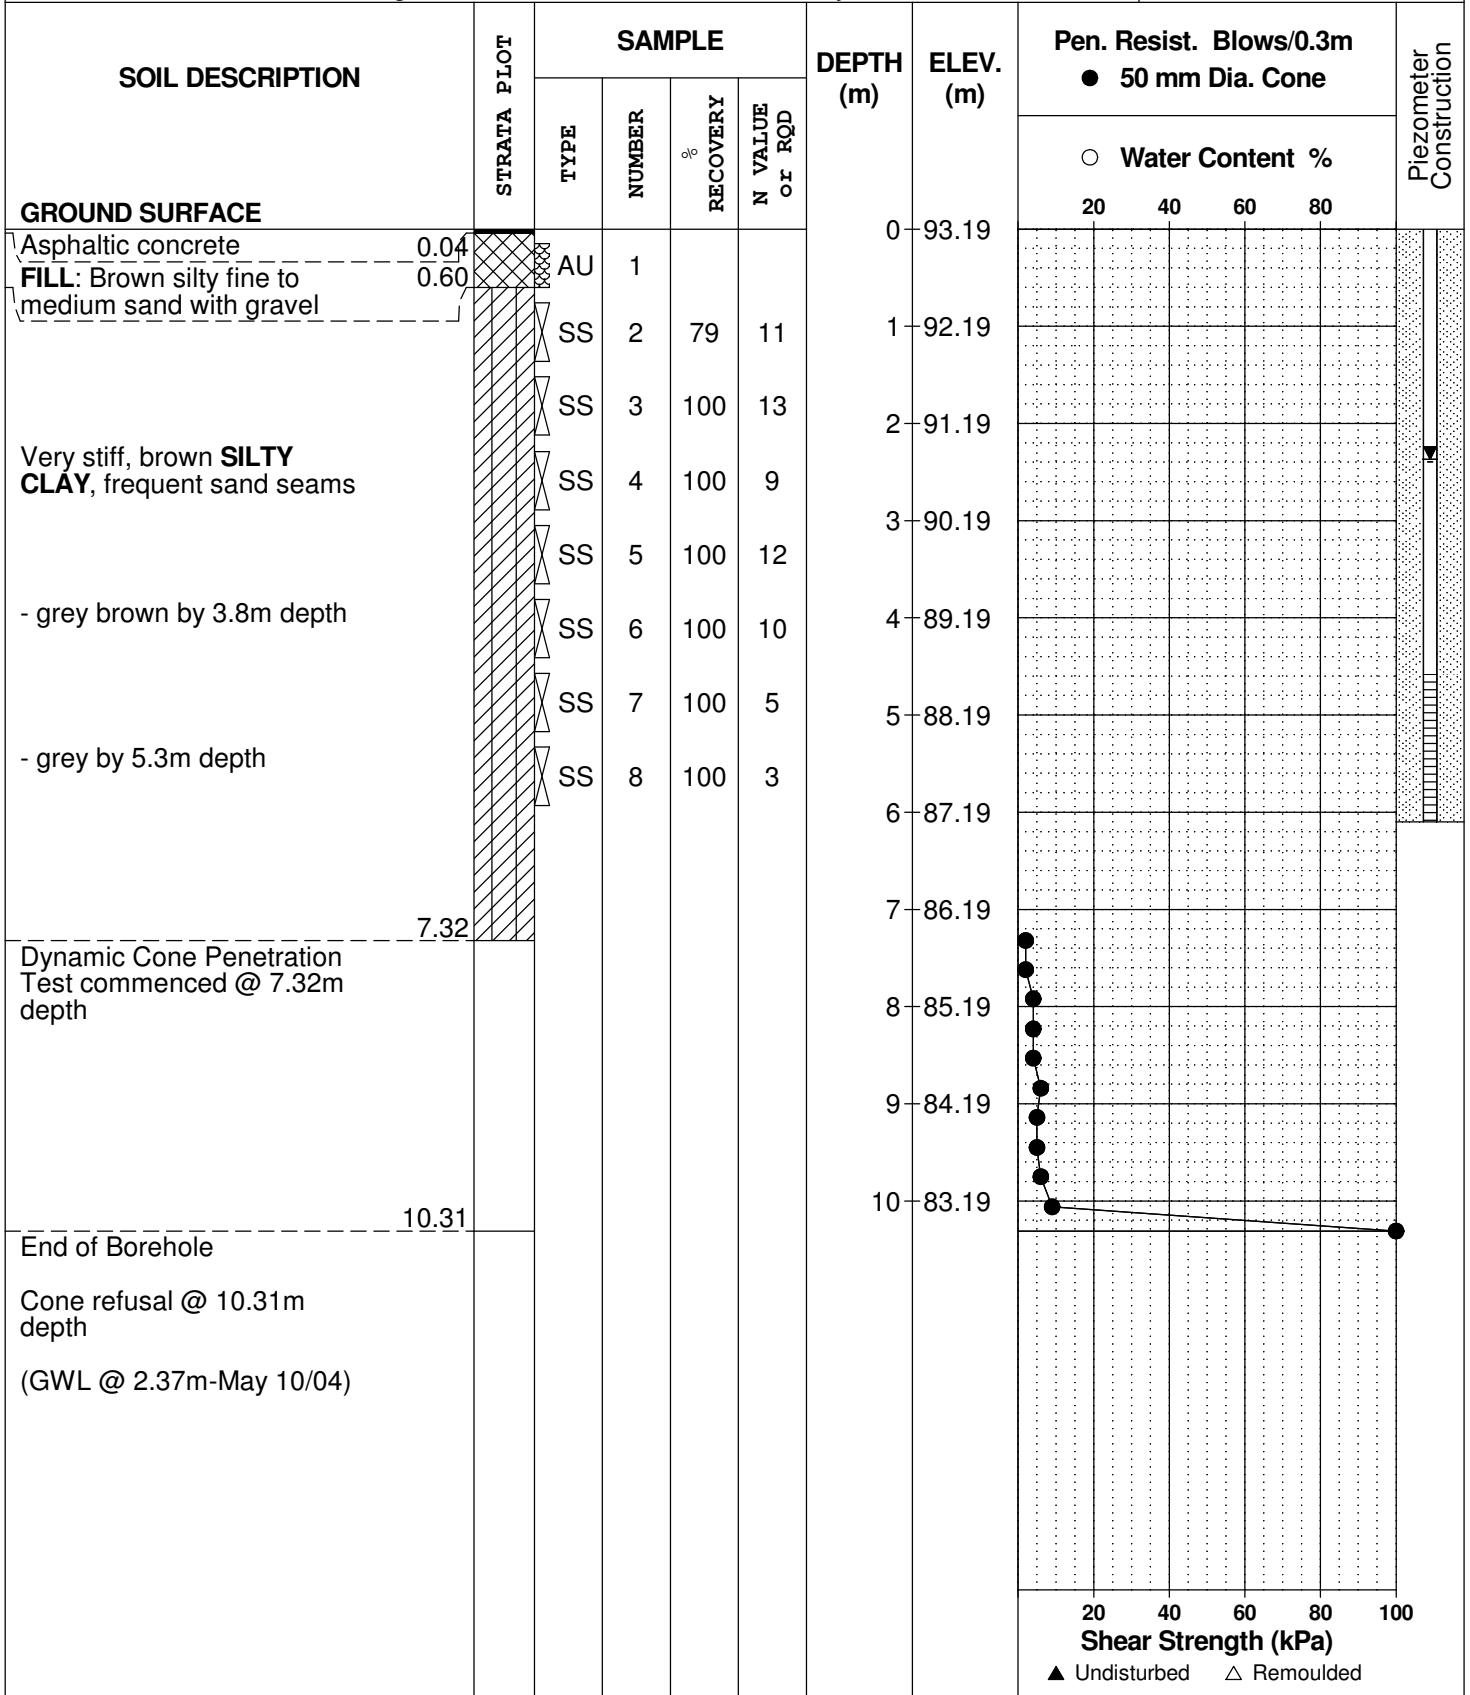 SOIL DESCRIPTION
GROUND SURFACE
STRATA PLOT
SAMPLE
TYPE
NUMBER
%
RECOVERY
N VALUE
or RQD
DEPTH
(m)
ELEV.
(m)
Pen. Resist. Blows/0.3m
● 50 mm Dia. Cone
○ Water Content %
20 40 60 80
Piezometer
Construction
0 93.19
Asphaltic concrete 0.04
FILL: Brown silty fine to 0.60
medium sand with gravel
AU 1
SS 2 79 11
1 92.19
SS 3 100 13
2 91.19
Very stiff, brown SILTY
CLAY, frequent sand seams
SS 4 100 9
3 90.19
SS 5 100 12
- grey brown by 3.8m depth
SS 6 100 10
4 89.19
SS 7 100 5
5 88.19
- grey by 5.3m depth
SS 8 100 3
6 87.19
7 86.19
7.32
Dynamic Cone Penetration
Test commenced @ 7.32m
depth
8 85.19
9 84.19
10 83.19
10.31
End of Borehole
Cone refusal @ 10.31m
depth
(GWL @ 2.37m-May 10/04)
20 40 60 80 100
Shear Strength (kPa)
▲ Undisturbed △ Remoulded